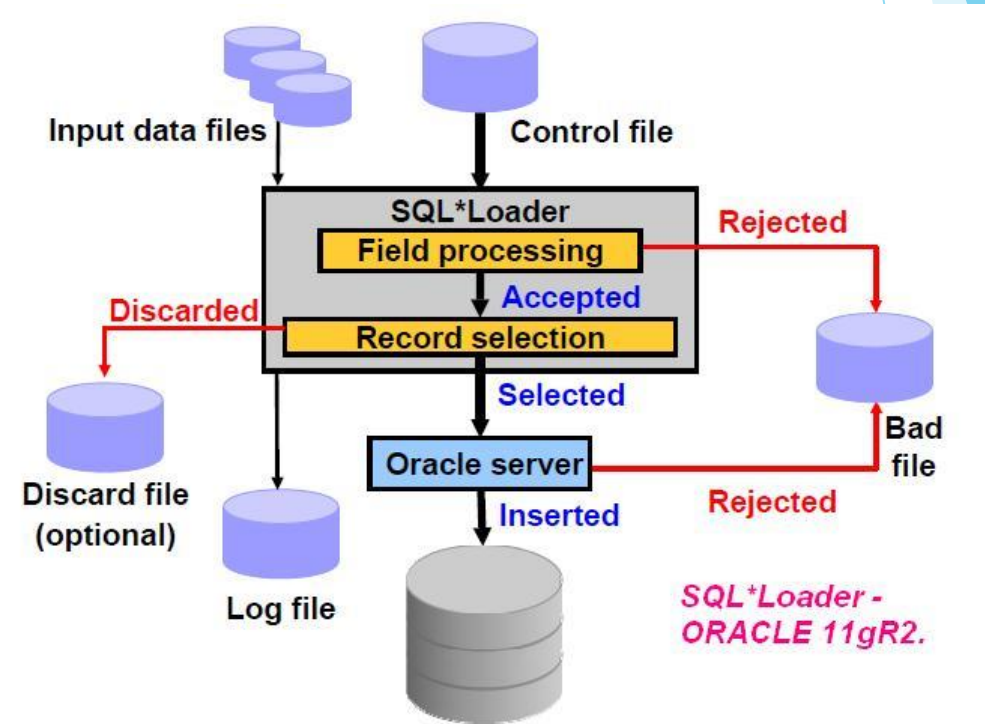 Input data files
Control file
SQL*Loader
Field processing
Rejected
Accepted
Discarded
Record selection
Selected
Bad
file
Oracle server
Discard file
(optional)
Rejected
Inserted
Log file
SQL*Loader -
ORACLE 11gR2.